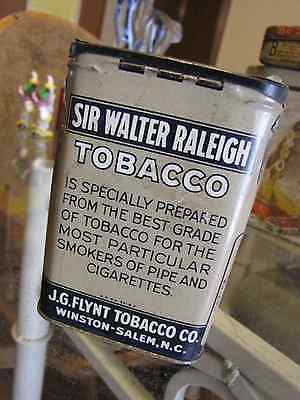 SIR WALTER RALEIGH
TOBACCO
IS SPECIALLY PREPARED
FROM THE BEST GRADE
OF TOBACCO FOR THE
MOST PARTICULAR
SMOKERS OF PIPE AND
CIGARETTES.
J.G.FLYNT TOBACCO CO.
WINSTON-SALEM, N.C.